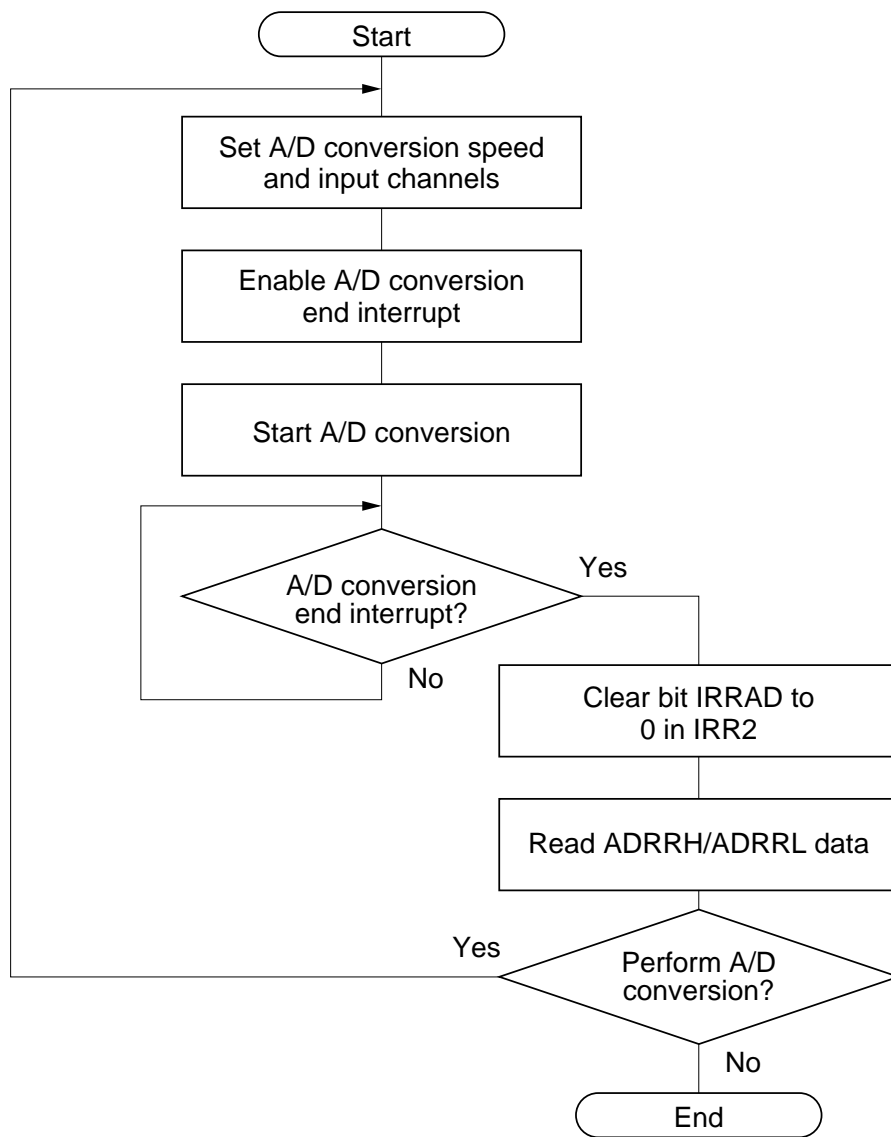 Start
Set A/D conversion speed
and input channels
Enable A/D conversion
end interrupt
Start A/D conversion
A/D conversion
end interrupt?
Yes
No
Clear bit IRRAD to
0 in IRR2
Read ADRRH/ADRRL data
Yes
Perform A/D
conversion?
No
End